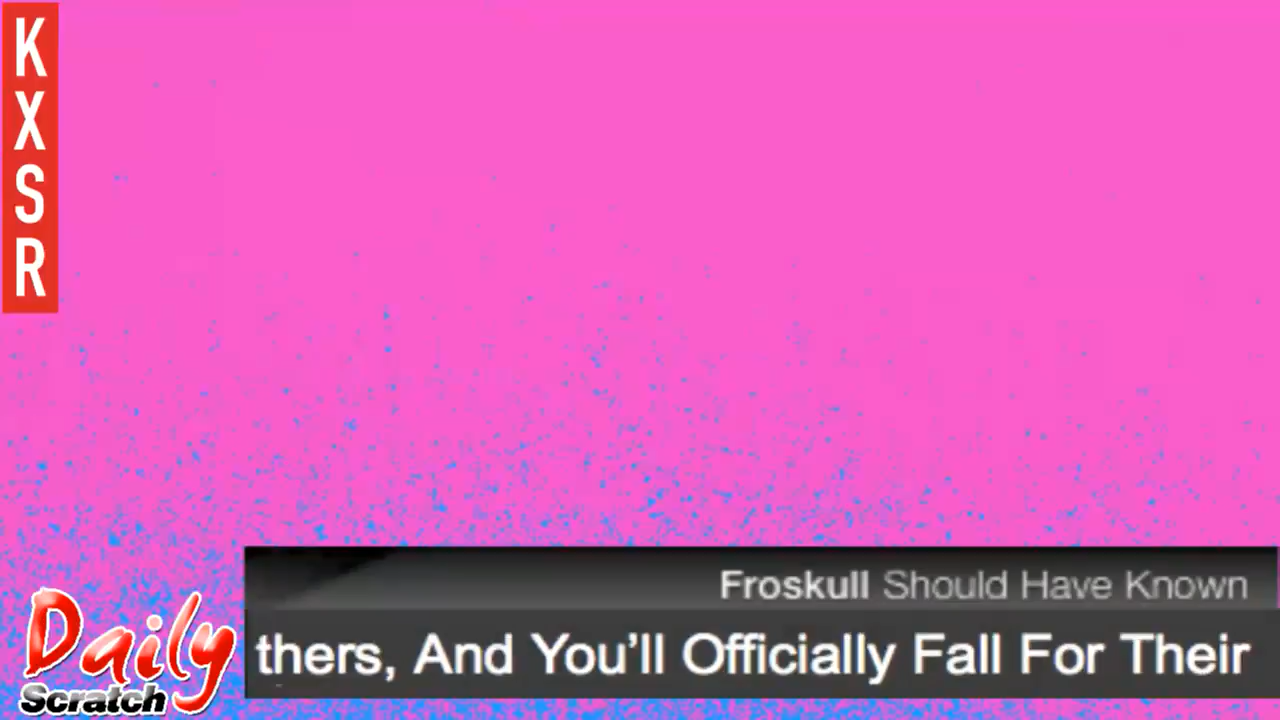 KXSR
Froskull Should Have Known
thers, And You’ll Officially Fall For Their
Daily
Scratch